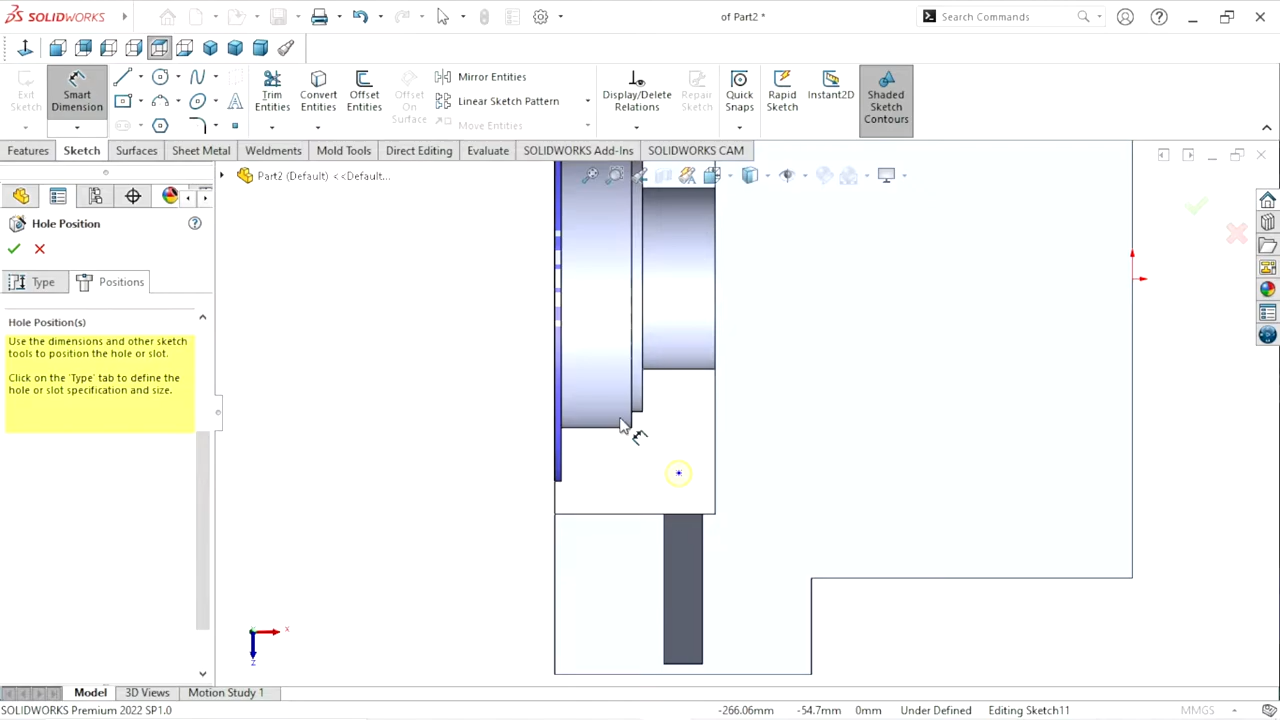 SOLIDWORKS
of Part2 *
Search Commands
Exit Sketch
Smart Dimension
Trim Entities
Convert Entities
Offset Entities
Offset On Surface
Mirror Entities
Linear Sketch Pattern
Move Entities
Display/Delete Relations
Repair Sketch
Quick Snaps
Rapid Sketch
Instant2D
Shaded Sketch Contours
Features
Sketch
Surfaces
Sheet Metal
Weldments
Mold Tools
Direct Editing
Evaluate
SOLIDWORKS Add-Ins
SOLIDWORKS CAM
Part2 (Default) <<Default...
Hole Position
Type
Positions
Hole Position(s)
Use the dimensions and other sketch
tools to position the hole or slot.
Click on the 'Type' tab to define the
hole or slot specification and size.
x
z
Model
3D Views
Motion Study 1
SOLIDWORKS Premium 2022 SP1.0
-266.06mm
-54.7mm
0mm
Under Defined
Editing Sketch11
MMGS